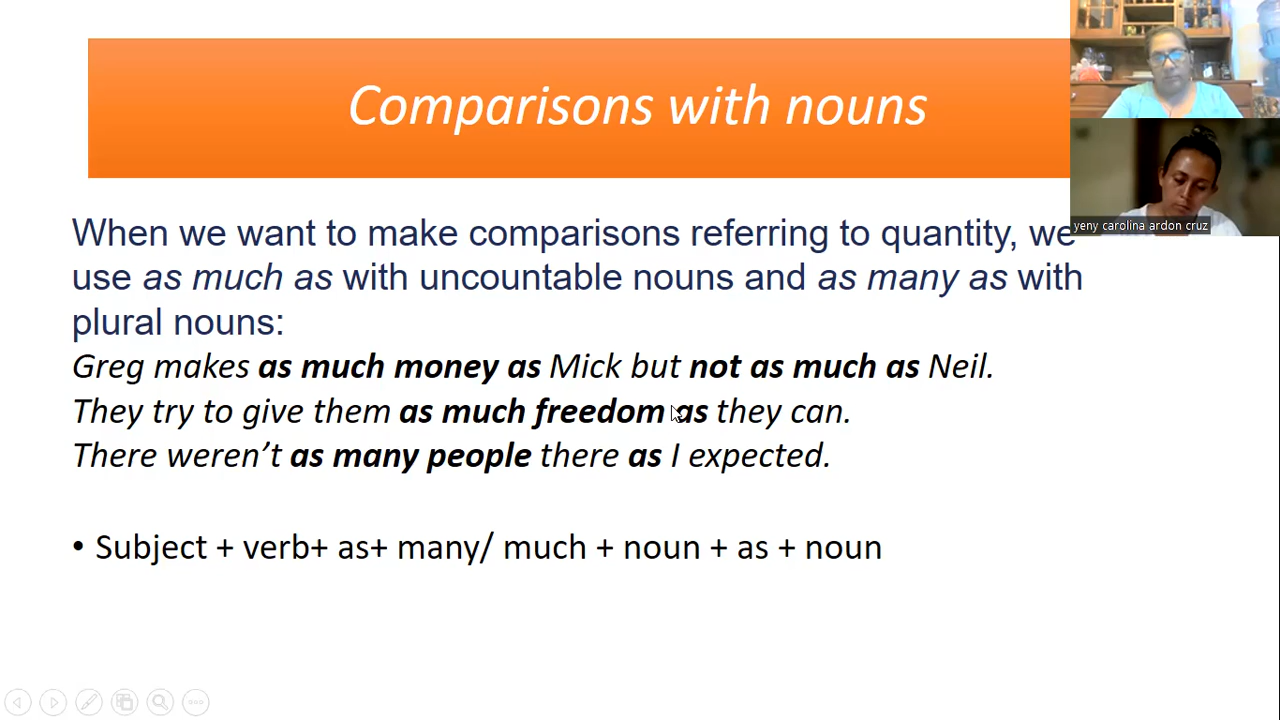 Comparisons with nouns
yeny carolina ardon cruz
When we want to make comparisons referring to quantity, we
use as much as with uncountable nouns and as many as with
plural nouns:
Greg makes as much money as Mick but not as much as Neil.
They try to give them as much freedom as they can.
There weren’t as many people there as I expected.
• Subject + verb+ as+ many/ much + noun + as + noun